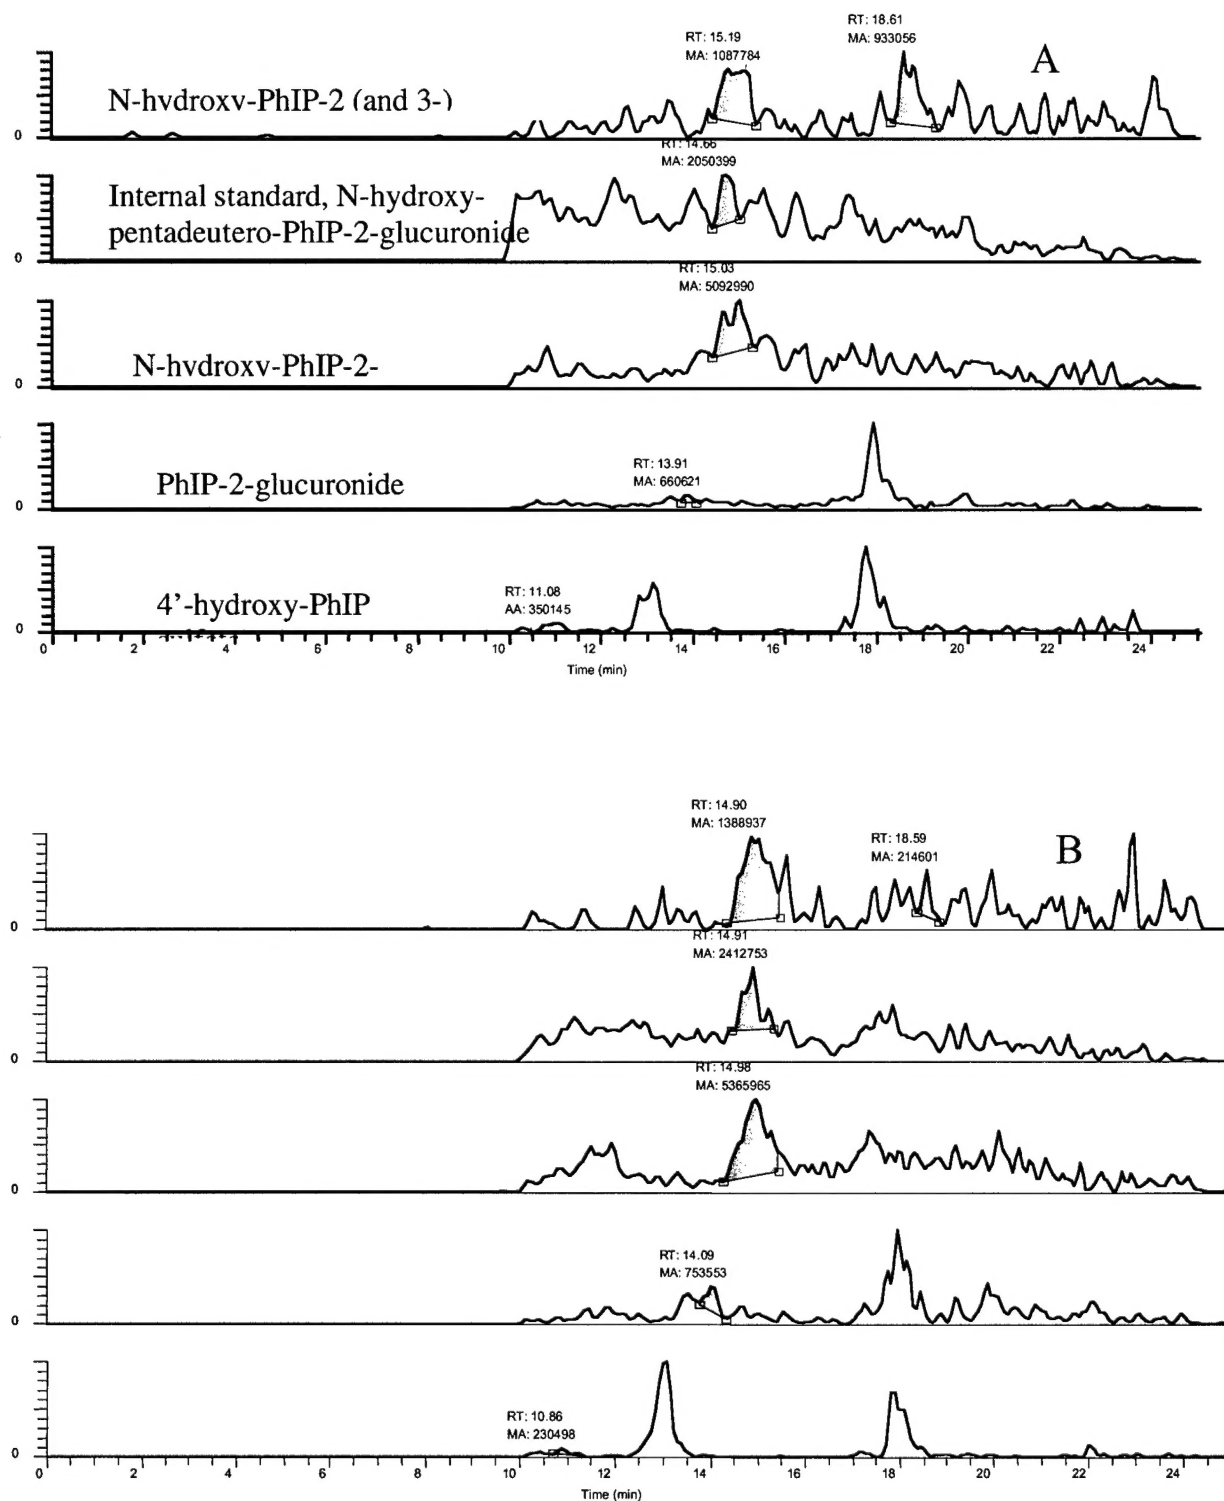 RT: 18.61
MA: 933056
RT: 15.19
MA: 1087784
A
N-hvdroxv-PhIP-2 (and 3-)
0
RT: 14.66
MA: 2050399
Internal standard, N-hydroxy-
pentadeutero-PhIP-2-glucuronide
0
RT: 15.03
MA: 5092990
N-hvdroxv-PhIP-2-
0
RT: 13.91
MA: 660621
PhIP-2-glucuronide
0
RT: 11.08
AA: 350145
4’-hydroxy-PhIP
0
0 2 4 6 8 10 12 14 16 18 20 22 24
Time (min)
RT: 14.90
MA: 1388937
RT: 18.59
MA: 214601
B
0
RT: 14.91
MA: 2412753
0
RT: 14.98
MA: 5365965
0
RT: 14.09
MA: 753553
0
RT: 10.86
MA: 230498
0
0 2 4 6 8 10 12 14 16 18 20 22 24
Time (min)